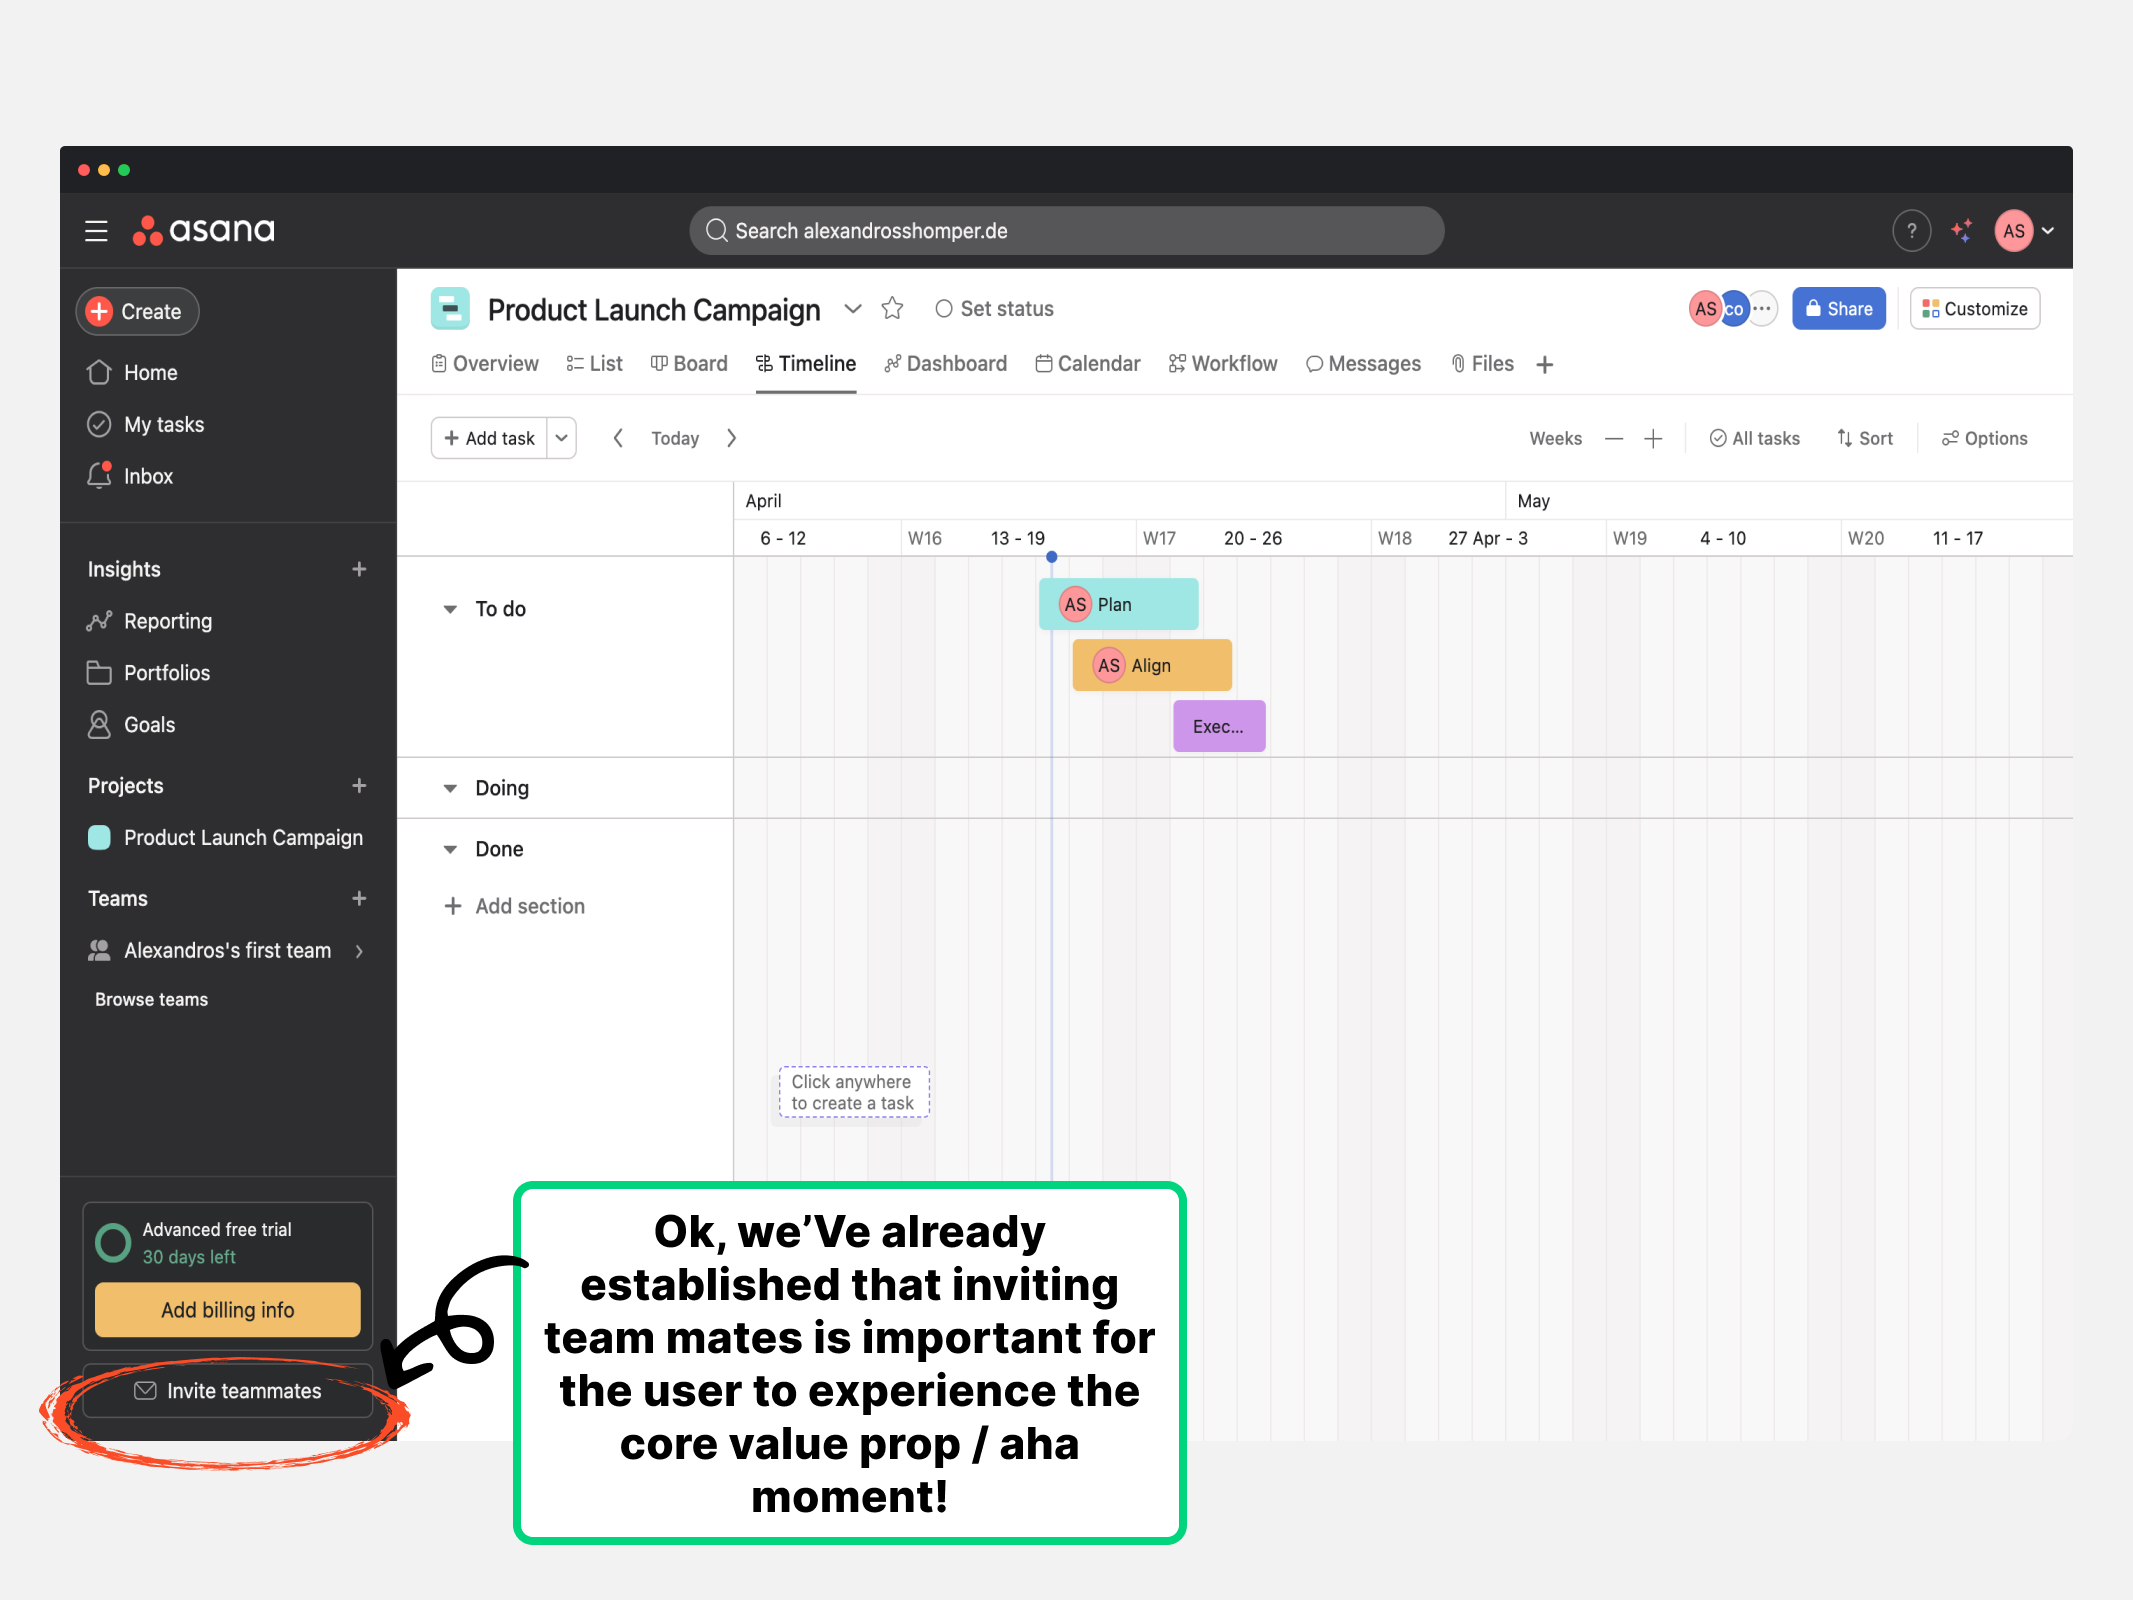 asana
Search alexandrosshomper.de
?
AS
Create
Home
My tasks
Inbox
Insights
Reporting
Portfolios
Goals
Projects
Product Launch Campaign
Teams
Alexandros's first team
Browse teams
Advanced free trial
30 days left
Add billing info
Invite teammates
Product Launch Campaign
Set status
AS
co
Share
Customize
Overview
List
Board
Timeline
Dashboard
Calendar
Workflow
Messages
Files
Add task
Today
Weeks
All tasks
Sort
Options
April
May
6 - 12
W16
13 - 19
W17
20 - 26
W18
27 Apr - 3
W19
4 - 10
W20
11 - 17
To do
AS Plan
AS Align
Exec...
Doing
Done
Add section
Click anywhere
to create a task
Ok, we’Ve already
established that inviting
team mates is important for
the user to experience the
core value prop / aha
moment!